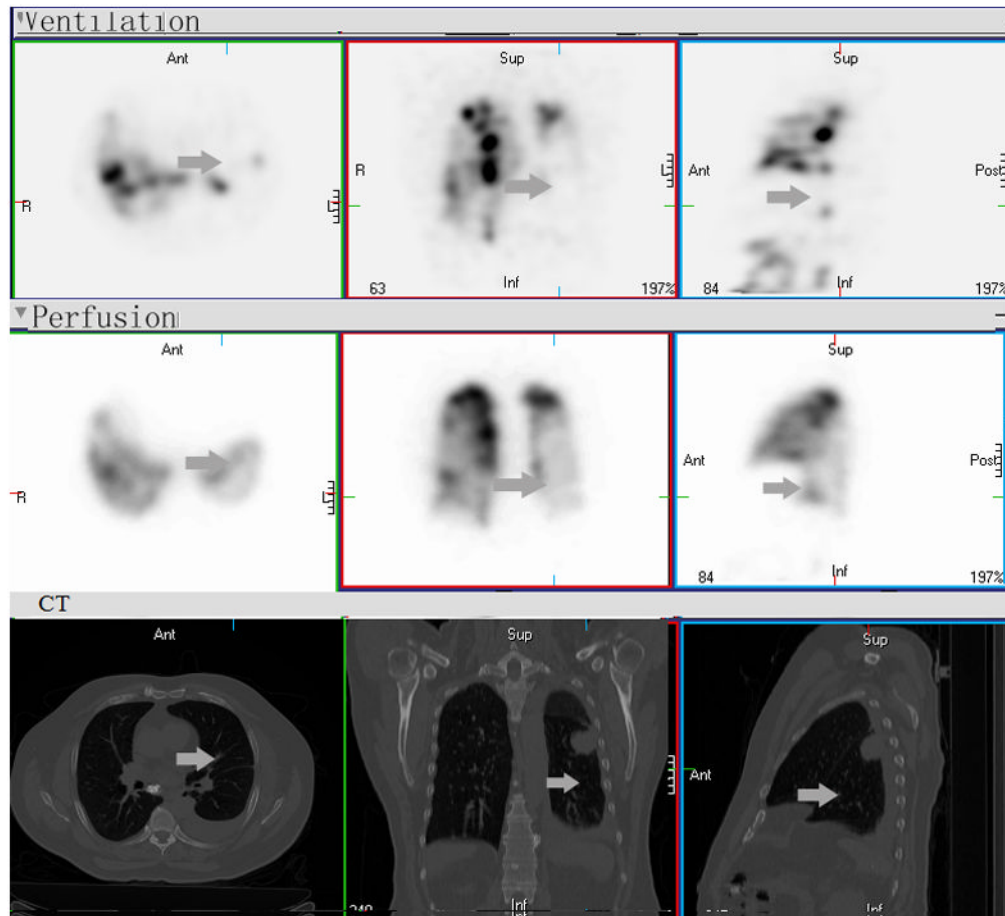 Ventilation
Ant Sup Sup
R R L Ant Post
L
63 Inf 197% 84 Inf 197%
Perfusion
Ant Sup
R L R L Ant Post
84 Inf 197%
CT
Ant Sup Sup
Ant
Inf Inf